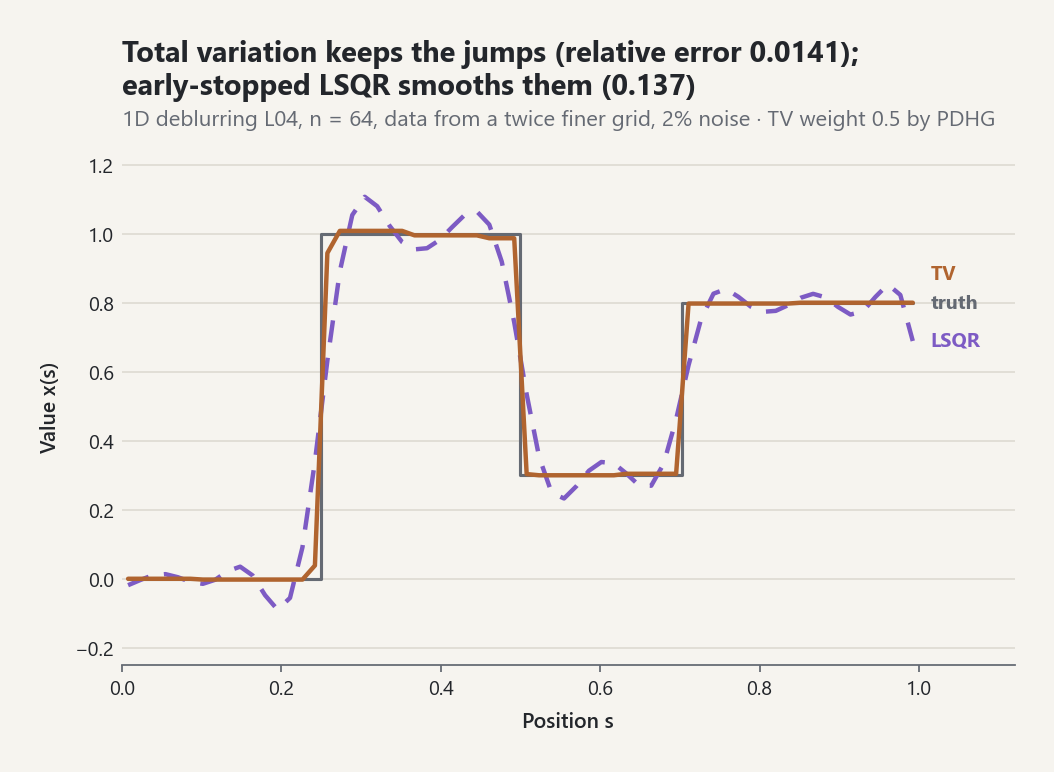 Total variation keeps the jumps (relative error 0.0141);
early-stopped LSQR smooths them (0.137)
1D deblurring L04, n = 64, data from a twice finer grid, 2% noise · TV weight 0.5 by PDHG
1.2
1.0
0.8
0.6
0.4
0.2
0.0
−0.2
Value x(s)
TV
truth
LSQR
0.0
0.2
0.4
0.6
0.8
1.0
Position s